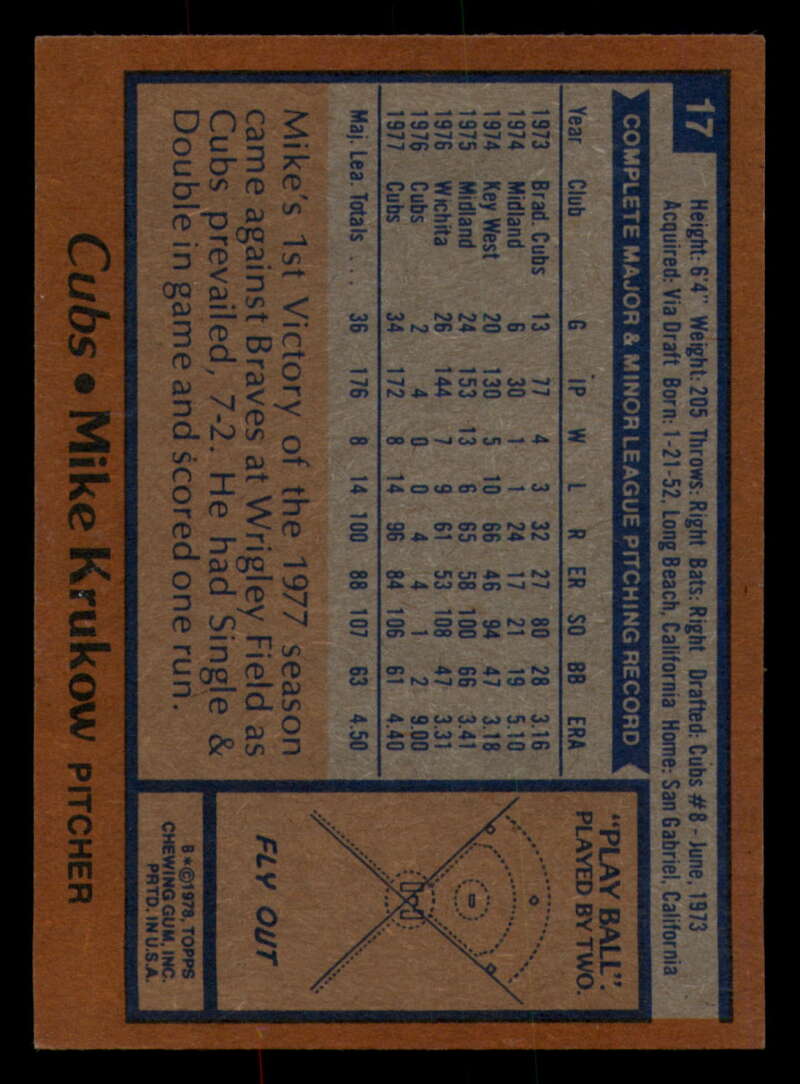 17
Height: 6'4" Weight: 205 Throws: Right Bats: Right Drafted: Cubs #8 - June, 1973
Acquired: Via Draft Born: 1-21-52, Long Beach, California Home: San Gabriel, California
COMPLETE MAJOR & MINOR LEAGUE PITCHING RECORD
Year Club G IP W L R ER SO BB ERA
1973 Brad. Cubs 13 77 4 3 32 27 80 28 3.16
1974 Midland 6 30 1 1 24 17 21 19 5.10
1974 Key West 20 130 5 10 66 46 94 47 3.18
1975 Midland 24 153 13 6 65 58 100 66 3.41
1976 Wichita 26 144 7 9 61 53 108 47 3.31
1976 Cubs 2 4 0 0 4 4 1 2 9.00
1977 Cubs 34 172 8 14 96 84 106 61 4.40
Maj. Lea. Totals ... 36 176 8 14 100 88 107 63 4.50
Mike's 1st Victory of the 1977 season
came against Braves at Wrigley Field as
Cubs prevailed, 7-2. He had Single &
Double in game and scored one run.
"PLAY BALL":
PLAYED BY TWO.
FLY OUT
B*©1978, TOPPS
CHEWING GUM, INC.
PRTD. IN U.S.A.
Cubs • Mike Krukow PITCHER